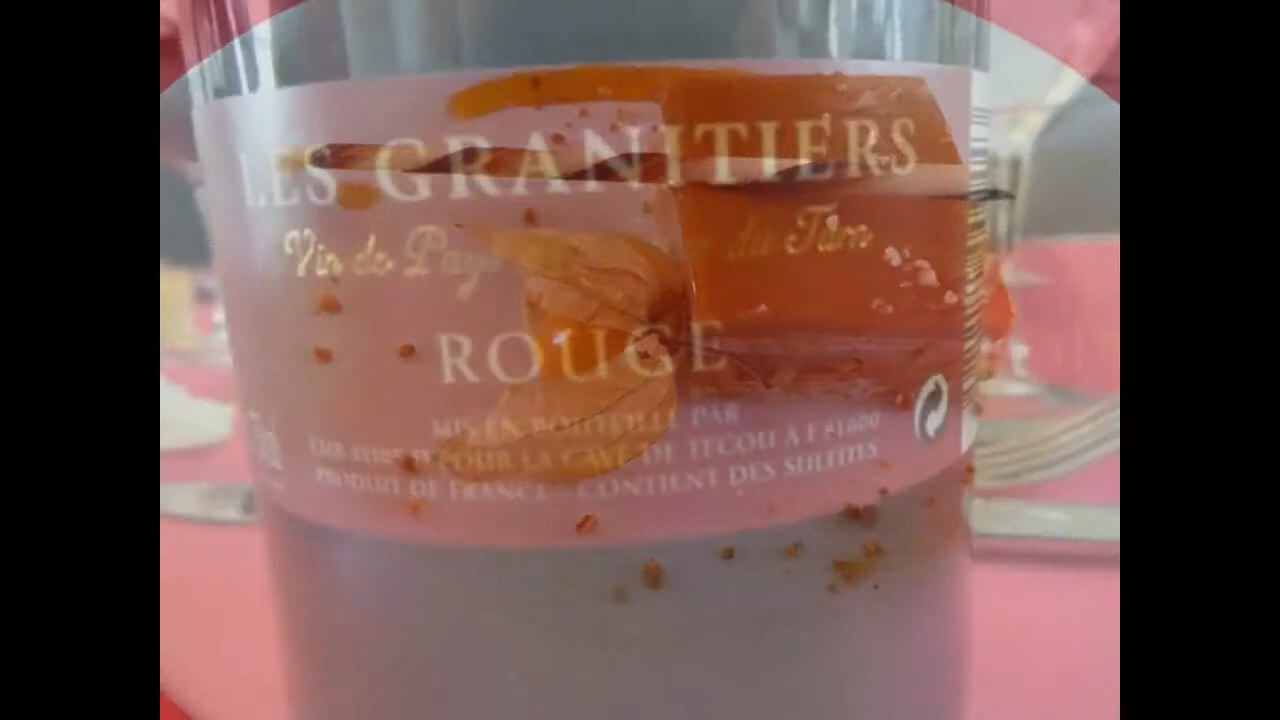 LES GRANITIERS
Vin de Pays du Tarn
ROUGE
MIS EN BOUTEILLE PAR
POUR LA CAVE DE TECOU À F 81600
PRODUIT DE FRANCE - CONTIENT DES SULFITES